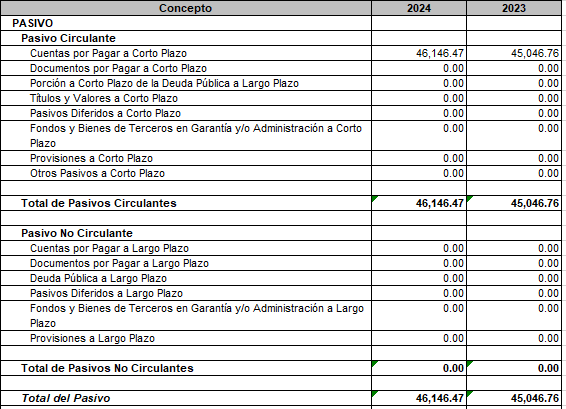 Concepto 2024 2023
PASIVO
Pasivo Circulante
Cuentas por Pagar a Corto Plazo 46,146.47 45,046.76
Documentos por Pagar a Corto Plazo 0.00 0.00
Porción a Corto Plazo de la Deuda Pública a Largo Plazo 0.00 0.00
Títulos y Valores a Corto Plazo 0.00 0.00
Pasivos Diferidos a Corto Plazo 0.00 0.00
Fondos y Bienes de Terceros en Garantía y/o Administración a Corto 0.00 0.00
Plazo
Provisiones a Corto Plazo 0.00 0.00
Otros Pasivos a Corto Plazo 0.00 0.00
Total de Pasivos Circulantes 46,146.47 45,046.76
Pasivo No Circulante
Cuentas por Pagar a Largo Plazo 0.00 0.00
Documentos por Pagar a Largo Plazo 0.00 0.00
Deuda Pública a Largo Plazo 0.00 0.00
Pasivos Diferidos a Largo Plazo 0.00 0.00
Fondos y Bienes de Terceros en Garantía y/o Administración a Largo 0.00 0.00
Plazo
Provisiones a Largo Plazo 0.00 0.00
Total de Pasivos No Circulantes 0.00 0.00
Total del Pasivo 46,146.47 45,046.76